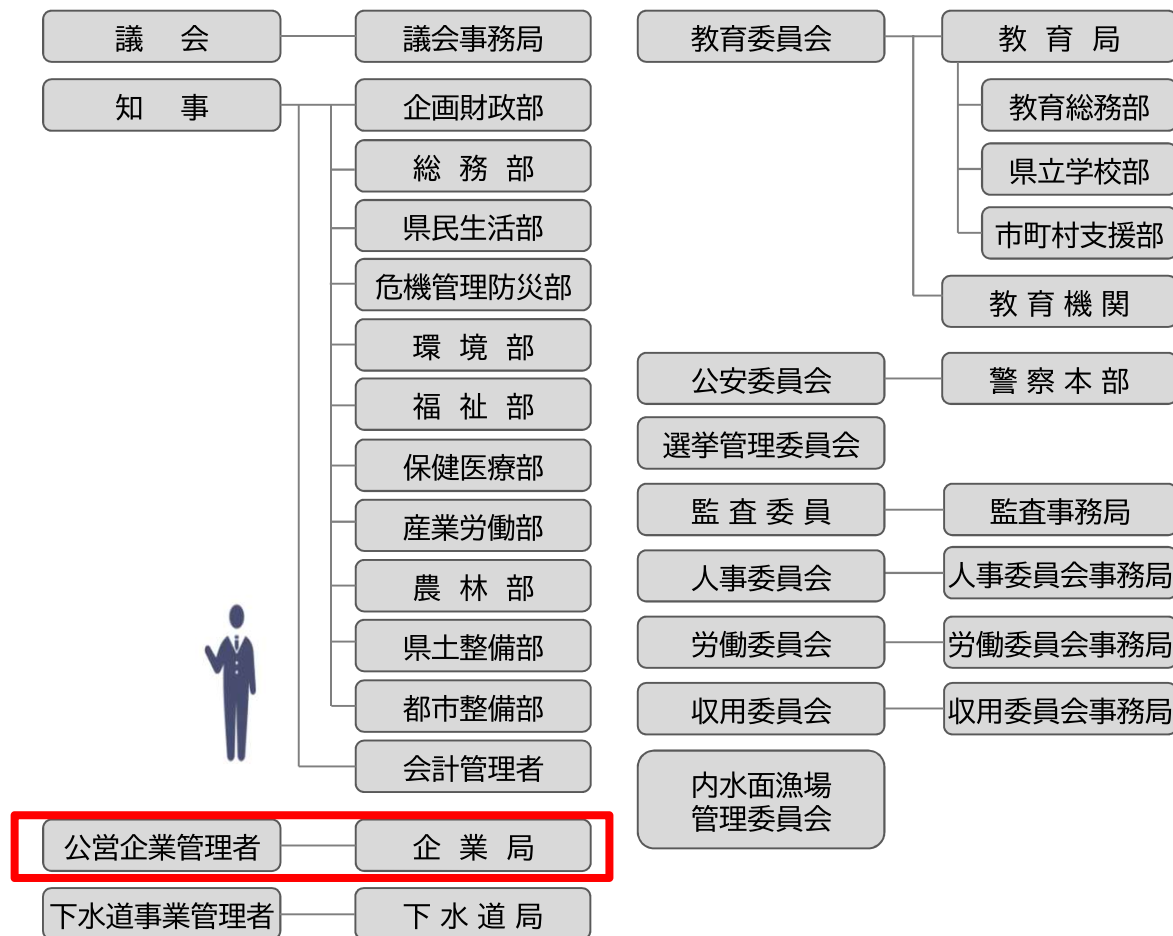 議会
議会事務局
知事
企画財政部
総務部
県民生活部
危機管理防災部
環境部
福祉部
保健医療部
産業労働部
農林部
県土整備部
都市整備部
会計管理者
公営企業管理者
企業局
下水道事業管理者
下水道局
教育委員会
教育局
教育総務部
県立学校部
市町村支援部
教育機関
公安委員会
警察本部
選挙管理委員会
監査委員
監査事務局
人事委員会
人事委員会事務局
労働委員会
労働委員会事務局
収用委員会
収用委員会事務局
内水面漁場
管理委員会